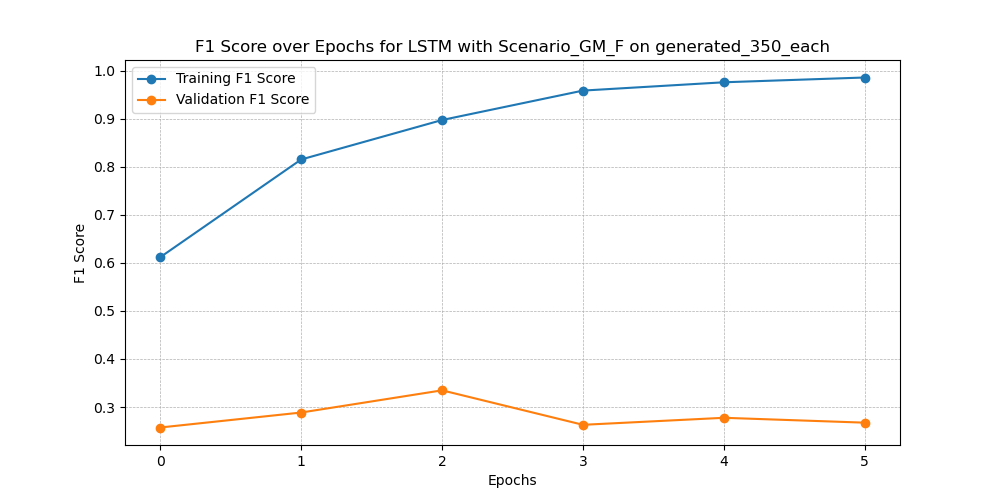 F1 Score over Epochs for LSTM with Scenario_GM_F on generated_350_each
Training F1 Score
Validation F1 Score
1.0
0.9
0.8
0.7
0.6
0.5
0.4
0.3
F1 Score
0 1 2 3 4 5
Epochs